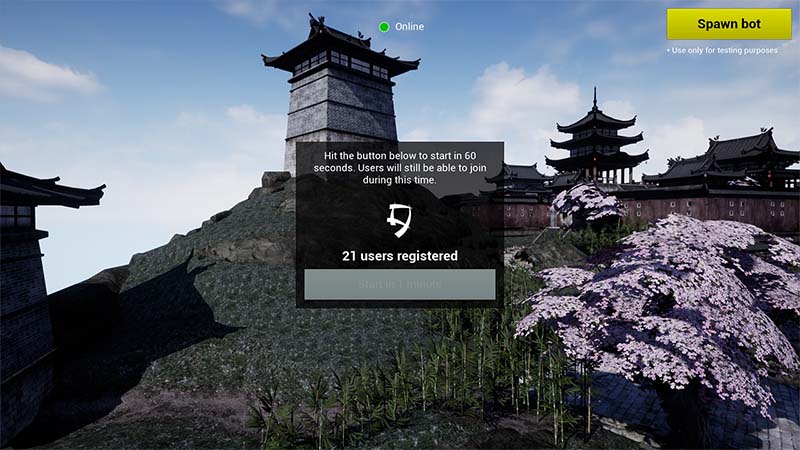 Online
Spawn bot
* Use only for testing purposes
Hit the button below to start in 60
seconds. Users will still be able to join
during this time.
21 users registered
Start in 1 minute